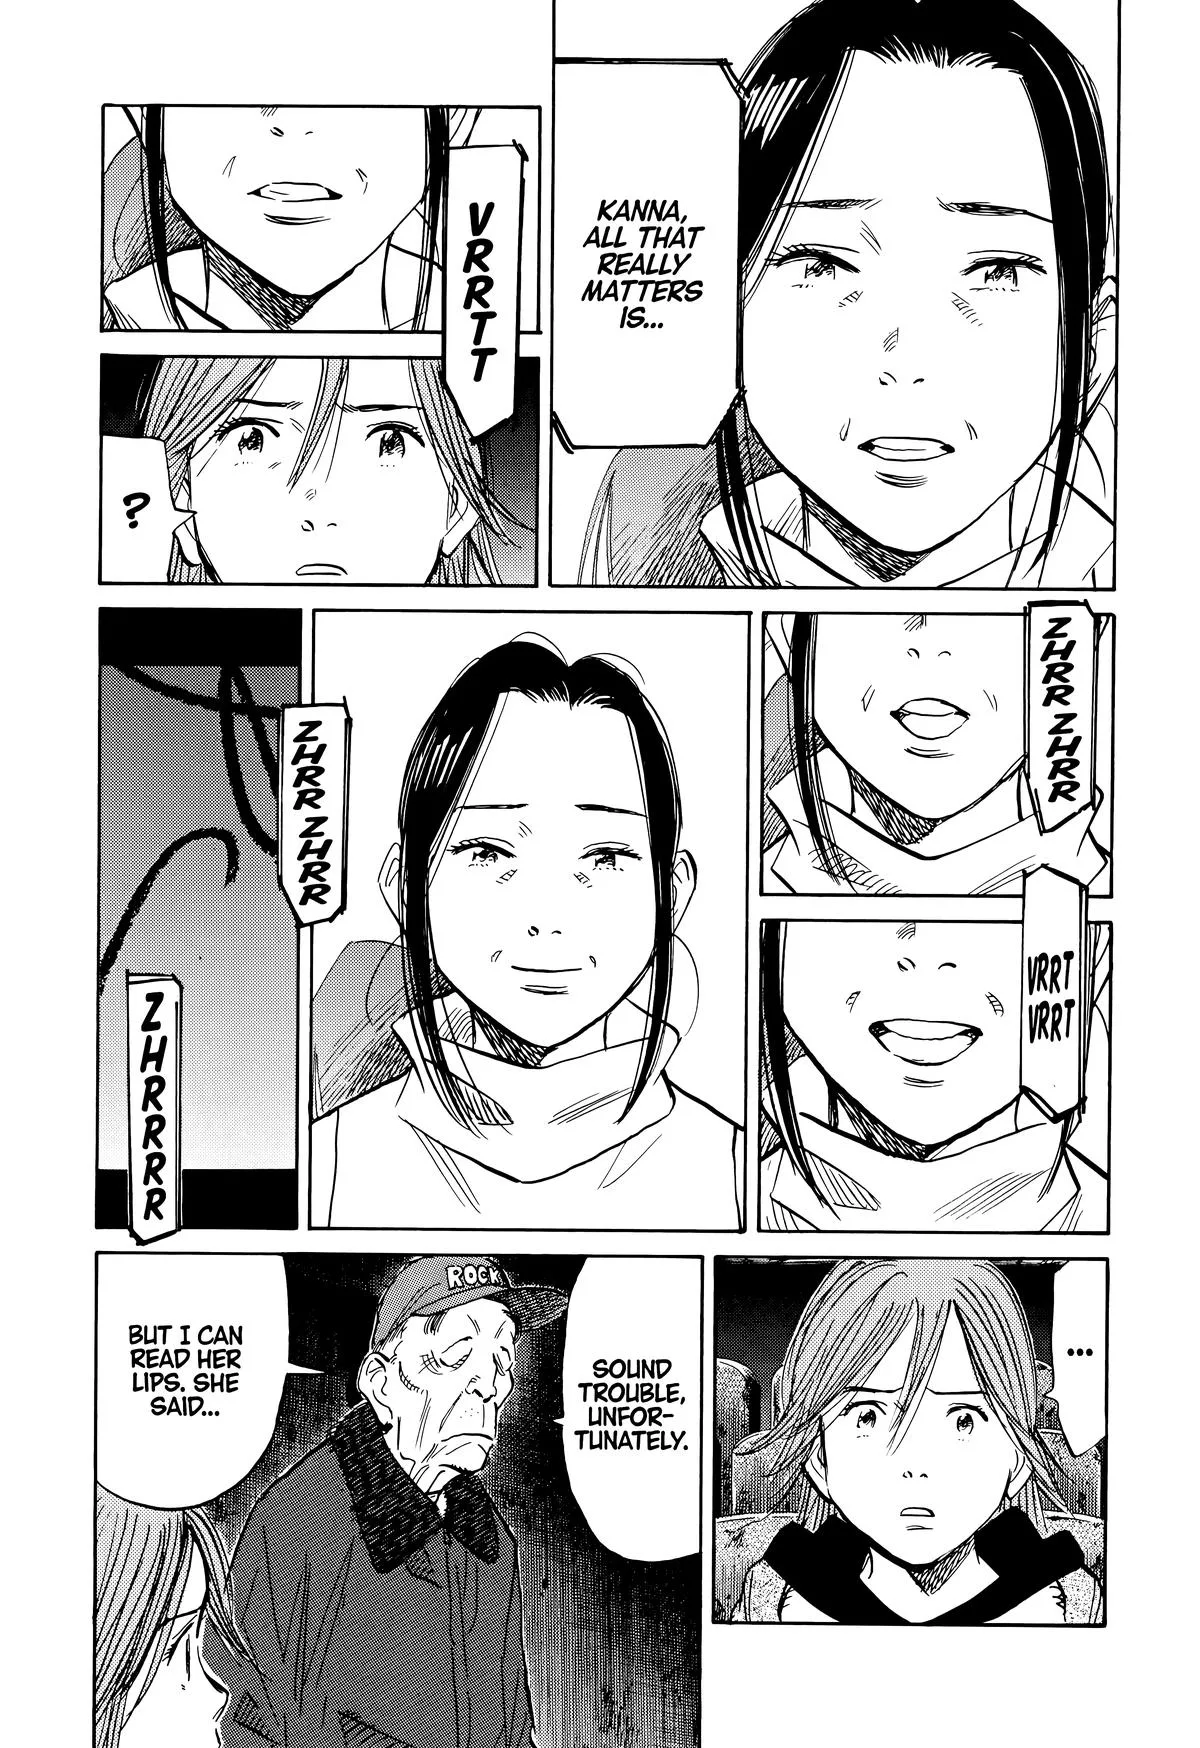 KANNA,
ALL THAT
REALLY
MATTERS
IS...
VRRTT
?
ZHRR ZHRR
VRRT
VRRT
ZHRR ZHRR
ZHRRRR
...
SOUND
TROUBLE,
UNFOR-
TUNATELY.
ROCK
BUT I CAN
READ HER
LIPS. SHE
SAID...